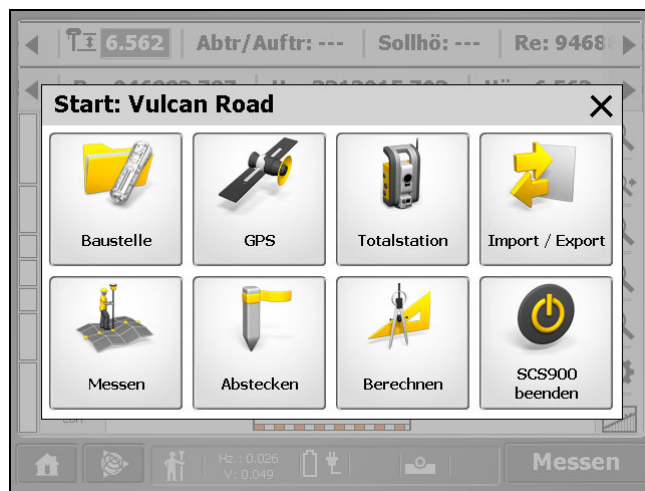 6.562 Abtr/Auftr: --- Sollhö: --- Re: 9468
Start: Vulcan Road
Baustelle GPS Totalstation Import / Export
Messen Abstecken Berechnen SCS900 beenden
Hz.: 0.026
V: 0.049
Messen